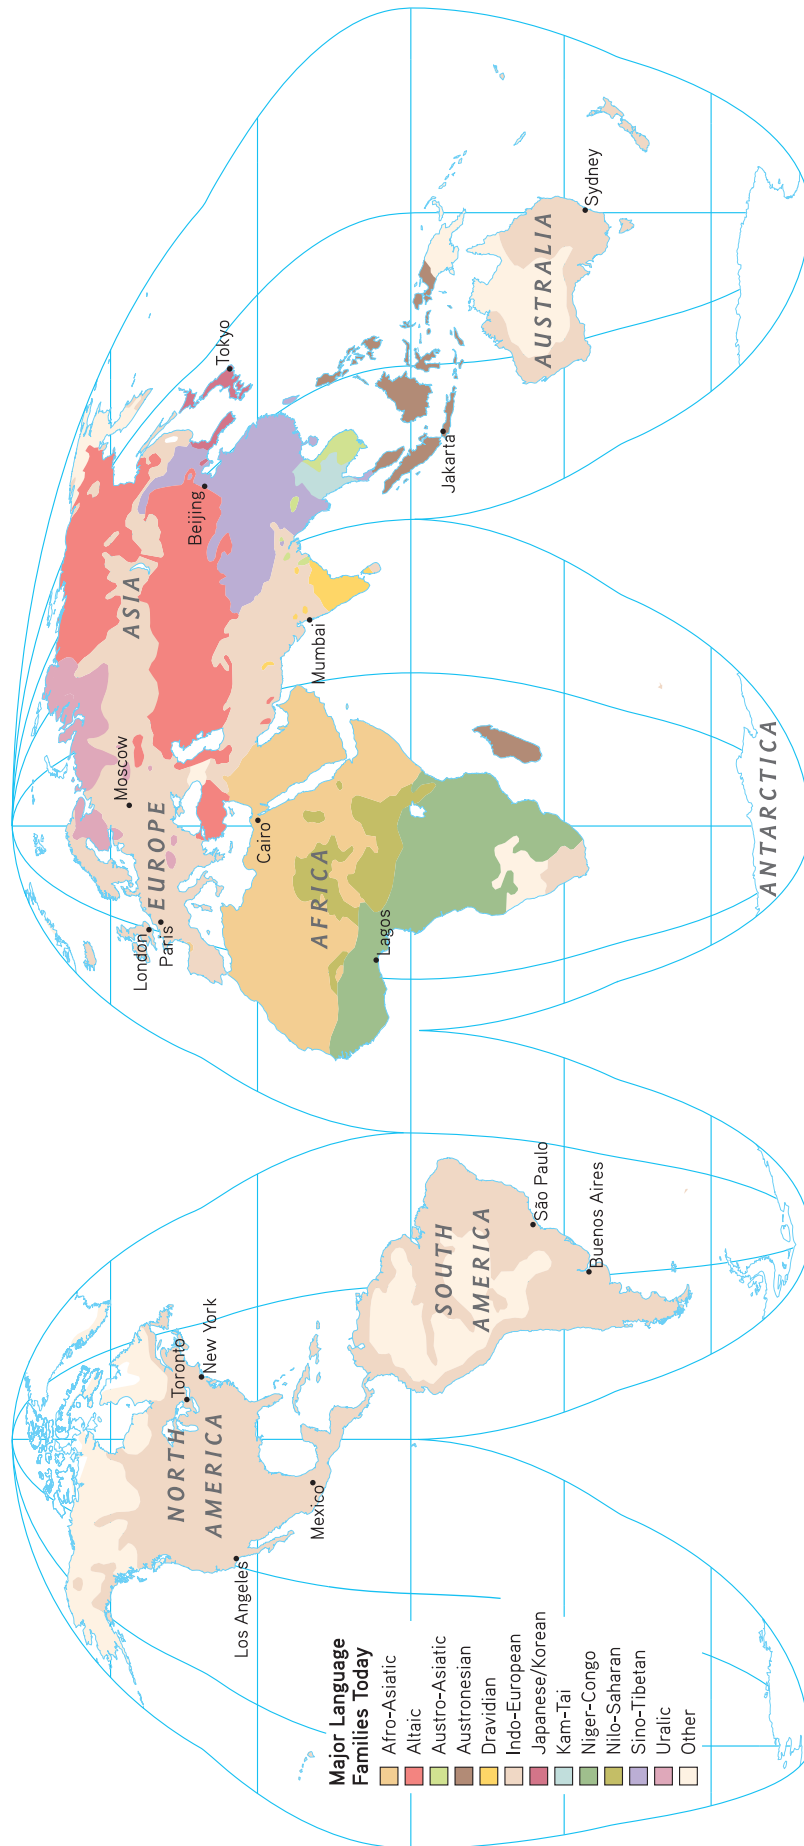 NORTH
AMERICA
Los Angeles
Mexico
Toronto
New York
SOUTH
AMERICA
São Paulo
Buenos Aires
EUROPE
London
Paris
Moscow
AFRICA
Cairo
Lagos
ASIA
Mumbai
Beijing
Tokyo
Jakarta
AUSTRALIA
Sydney
ANTARCTICA
Major Language
Families Today
Afro-Asiatic
Altaic
Austro-Asiatic
Austronesian
Dravidian
Indo-European
Japanese/Korean
Kam-Tai
Niger-Congo
Nilo-Saharan
Sino-Tibetan
Uralic
Other